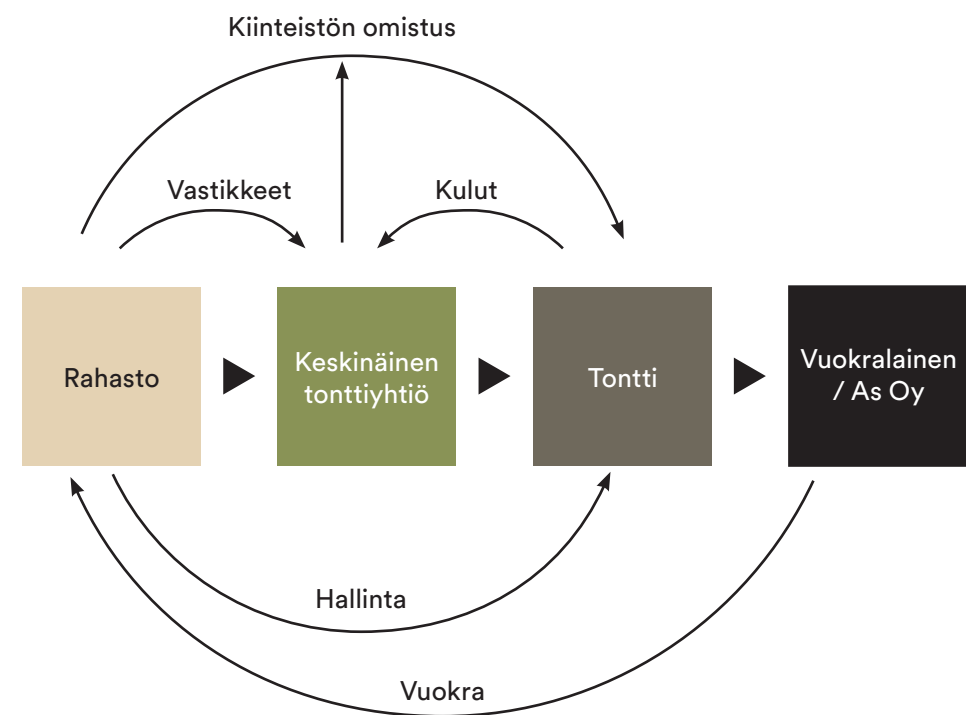 Kiinteistön omistus
Vastikkeet
Kulut
Rahasto
Keskinäinen
tonttiyhtiö
Tontti
Vuokralainen
/ As Oy
Hallinta
Vuokra